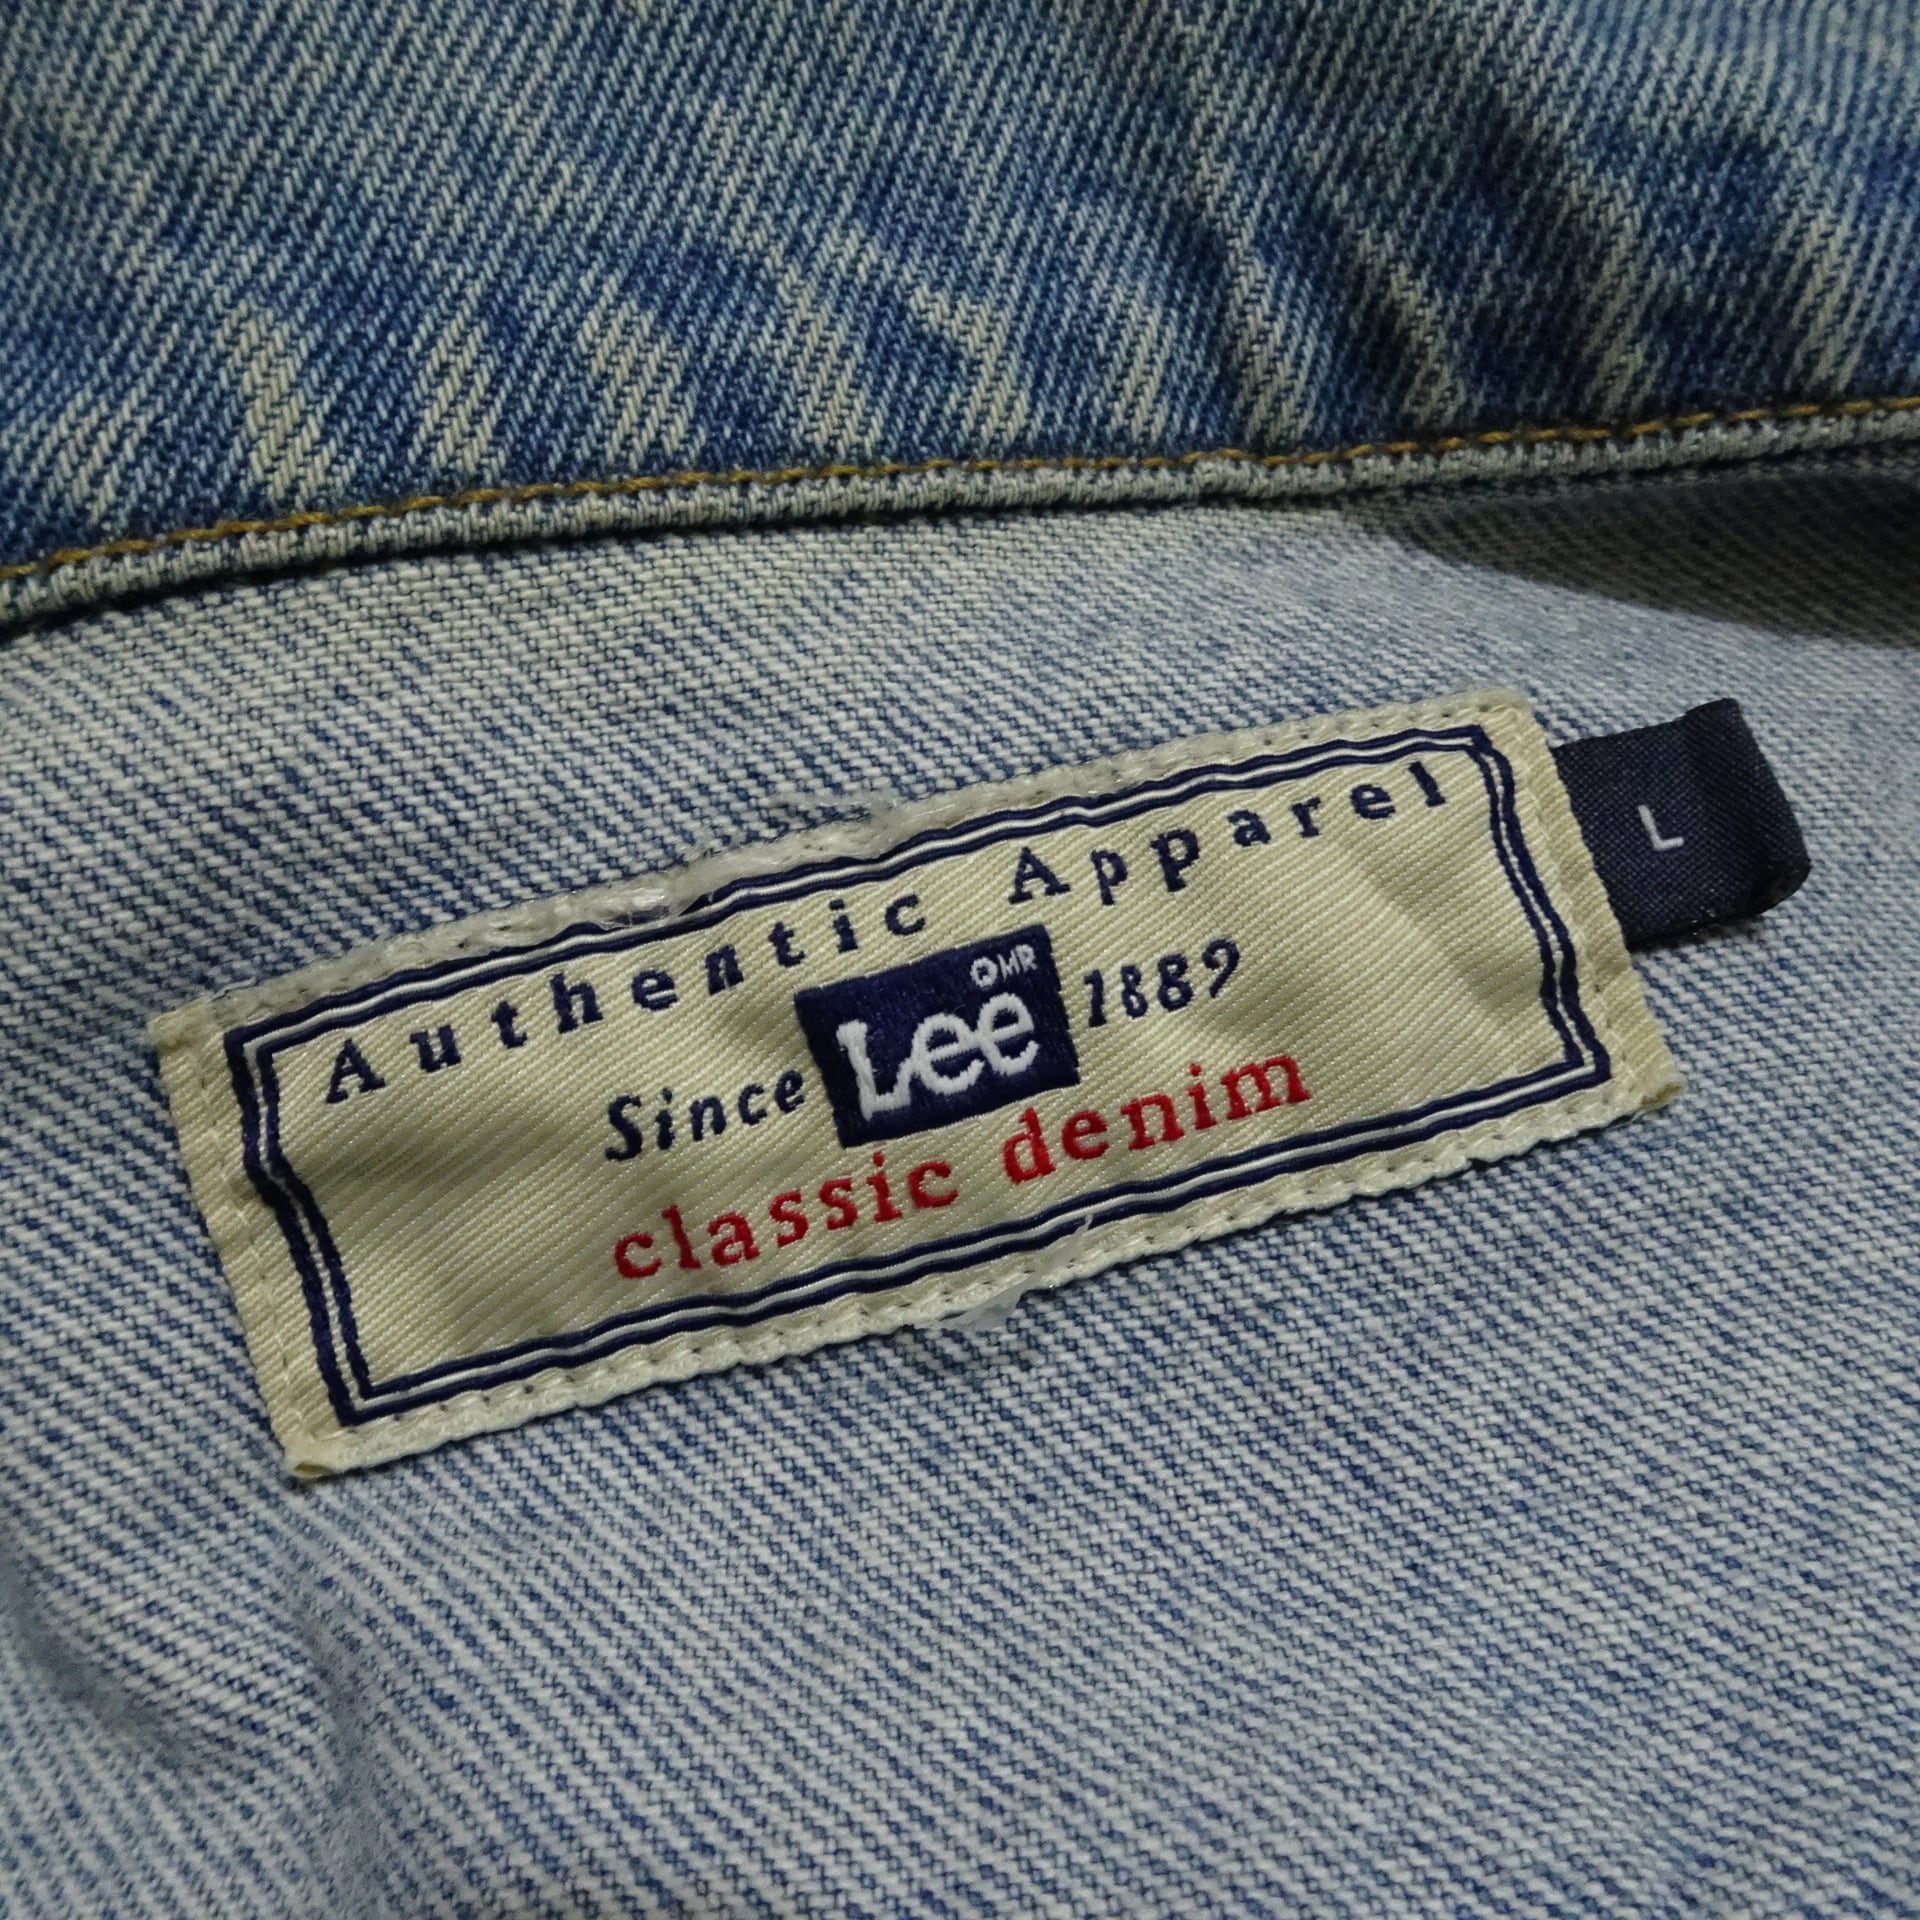 Authentic Apparel
Since Lee ®MR 1889
classic denim
L